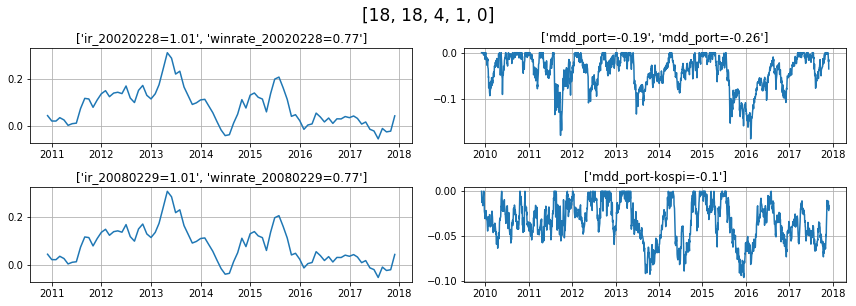 [18, 18, 4, 1, 0]
['ir_20020228=1.01', 'winrate_20020228=0.77']
0.2
0.0
2011 2012 2013 2014 2015 2016 2017 2018
['mdd_port=-0.19', 'mdd_port=-0.26']
0.0
−0.1
2010 2011 2012 2013 2014 2015 2016 2017 2018
['ir_20080229=1.01', 'winrate_20080229=0.77']
0.2
0.0
2011 2012 2013 2014 2015 2016 2017 2018
['mdd_port-kospi=-0.1']
0.00
−0.05
−0.10
2010 2011 2012 2013 2014 2015 2016 2017 2018